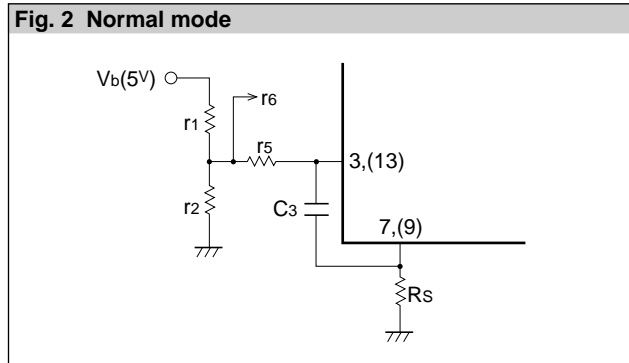 Fig. 2 Normal mode
Vb(5V)
r6
r1
r5
3,(13)
r2
C3
7,(9)
RS